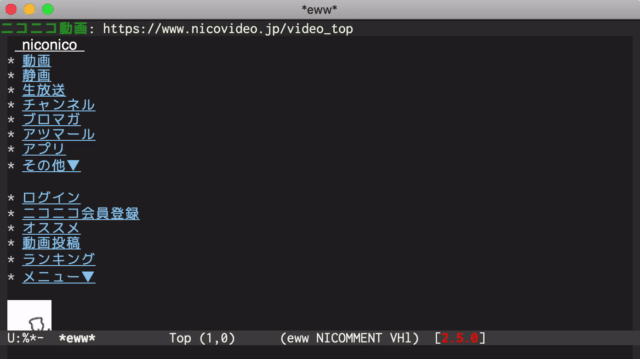 *eww*
ニコニコ動画: https://www.nicovideo.jp/video_top
niconico
* 動画
* 静画
* 生放送
* チャンネル
* ブロマガ
* アツマール
* アプリ
* その他▼
* ログイン
* ニコニコ会員登録
* オススメ
* 動画投稿
* ランキング
* メニュー▼
U:%*- *eww* Top (1,0) (eww NICOMMENT VHl) [2.5.0]